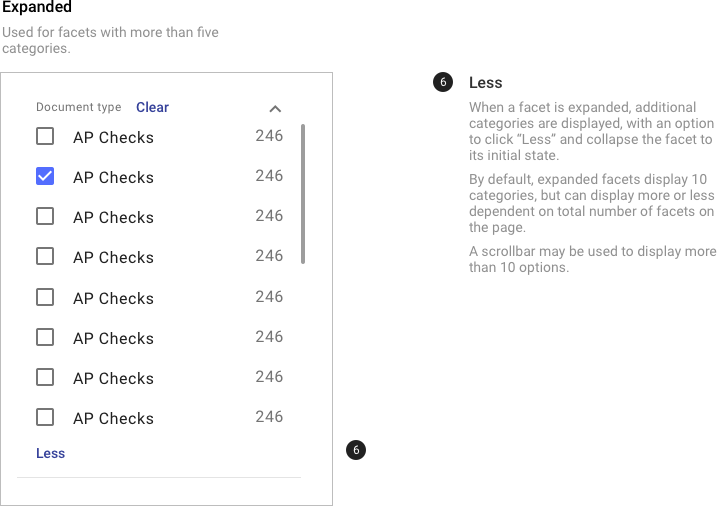 Expanded
Used for facets with more than five
categories.
Document type Clear
AP Checks 246
AP Checks 246
AP Checks 246
AP Checks 246
AP Checks 246
AP Checks 246
AP Checks 246
AP Checks 246
Less
6
6 Less
When a facet is expanded, additional
categories are displayed, with an option
to click “Less” and collapse the facet to
its initial state.
By default, expanded facets display 10
categories, but can display more or less
dependent on total number of facets on
the page.
A scrollbar may be used to display more
than 10 options.